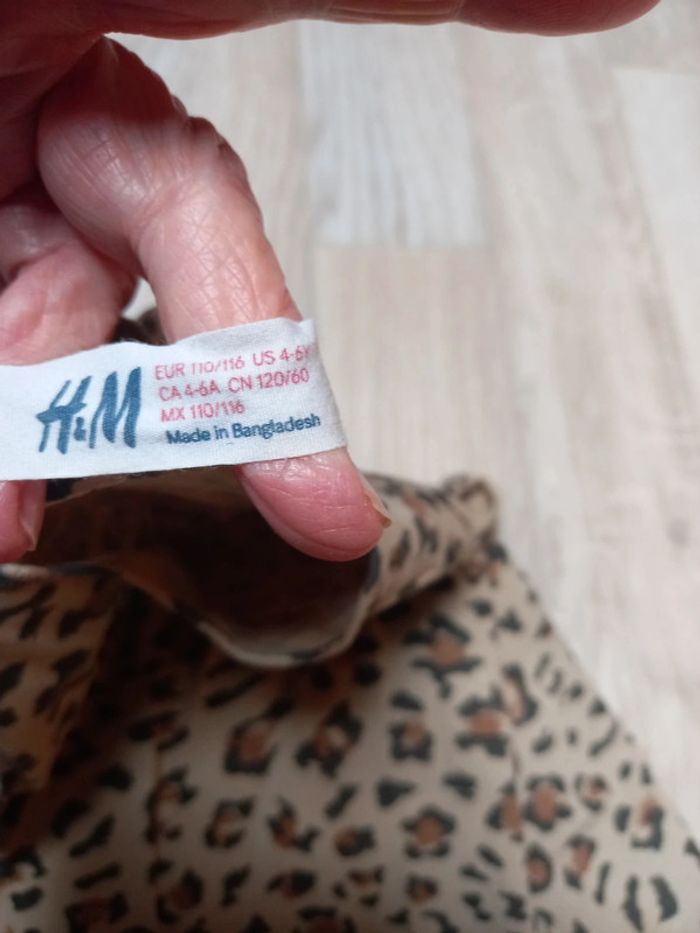 H&M
EUR 110/116 US 4-6Y
CA 4-6A CN 120/60
MX 110/116
Made in Bangladesh